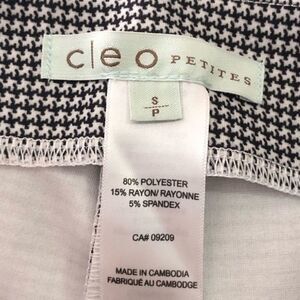 cleo PETITES
S
P
80% POLYESTER
15% RAYON/ RAYONNE
5% SPANDEX
CA# 09209
MADE IN CAMBODIA
FABRIQUÉ AU CAMBODGE